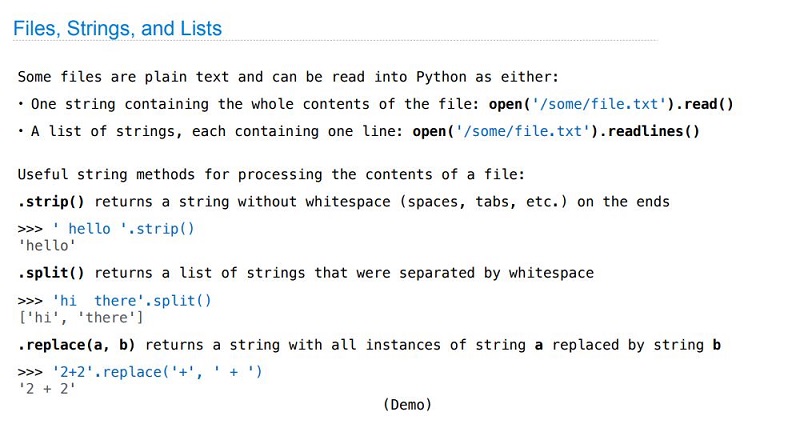 Files, Strings, and Lists
Some files are plain text and can be read into Python as either:
• One string containing the whole contents of the file: open('/some/file.txt').read()
• A list of strings, each containing one line: open('/some/file.txt').readlines()
Useful string methods for processing the contents of a file:
.strip() returns a string without whitespace (spaces, tabs, etc.) on the ends
>>> ' hello '.strip()
'hello'
.split() returns a list of strings that were separated by whitespace
>>> 'hi  there'.split()
['hi', 'there']
.replace(a, b) returns a string with all instances of string a replaced by string b
>>> '2+2'.replace('+', ' + ')
'2 + 2'
(Demo)